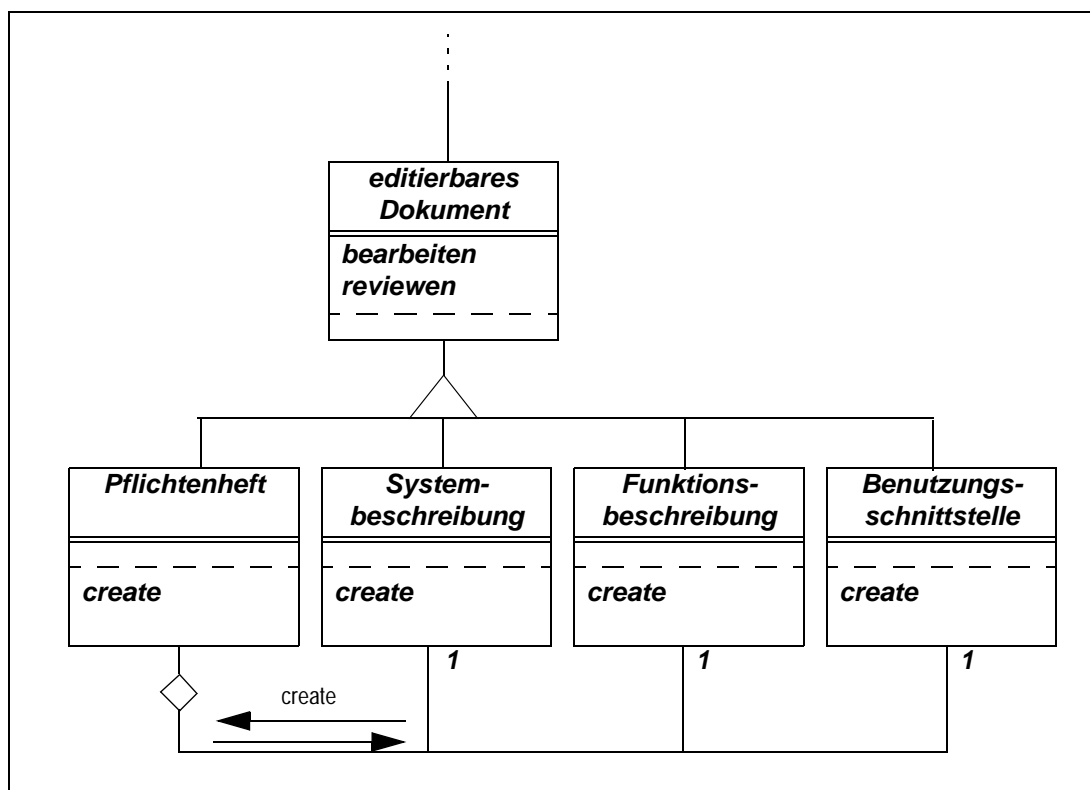 editierbares
Dokument
bearbeiten
reviewen
Pflichtenheft
System-
beschreibung
Funktions-
beschreibung
Benutzungs-
schnittstelle
create
create
create
create
1
1
1
create